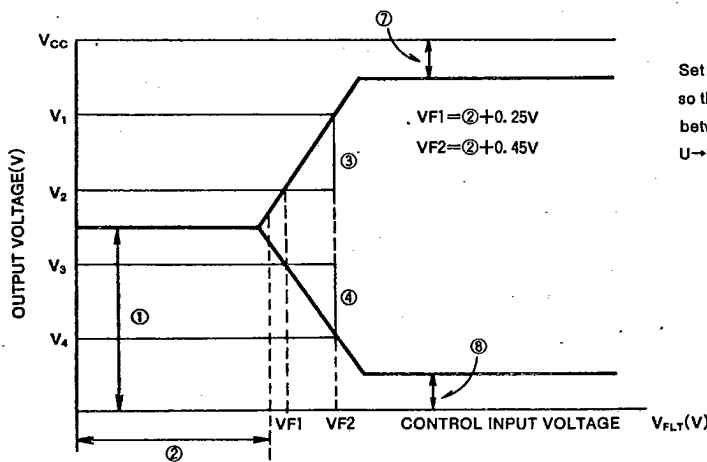 ⑦
VCC
Set
so th
V1
VF1=②+0.25V
betw
VF2=②+0.45V
U→
③
V2
OUTPUT VOLTAGE(V)
V3
④
①
V4
⑧
VF1 VF2 CONTROL INPUT VOLTAGE VFLT(V)
②